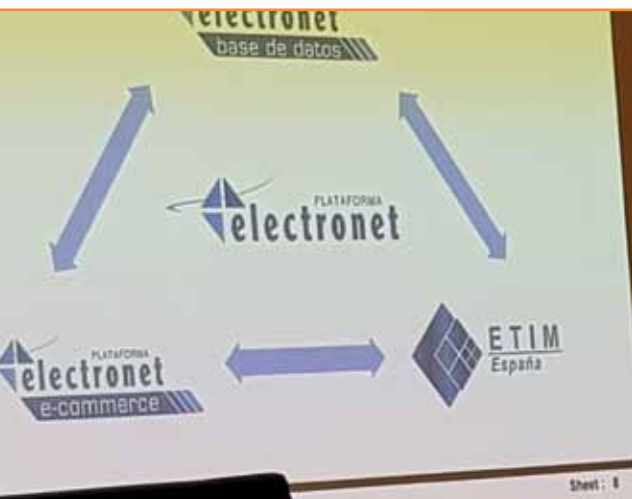 electronet
base de datos
PLATAFORMA
electronet
PLATAFORMA
electronet
e-commerce
ETIM
España
Sheet: 8